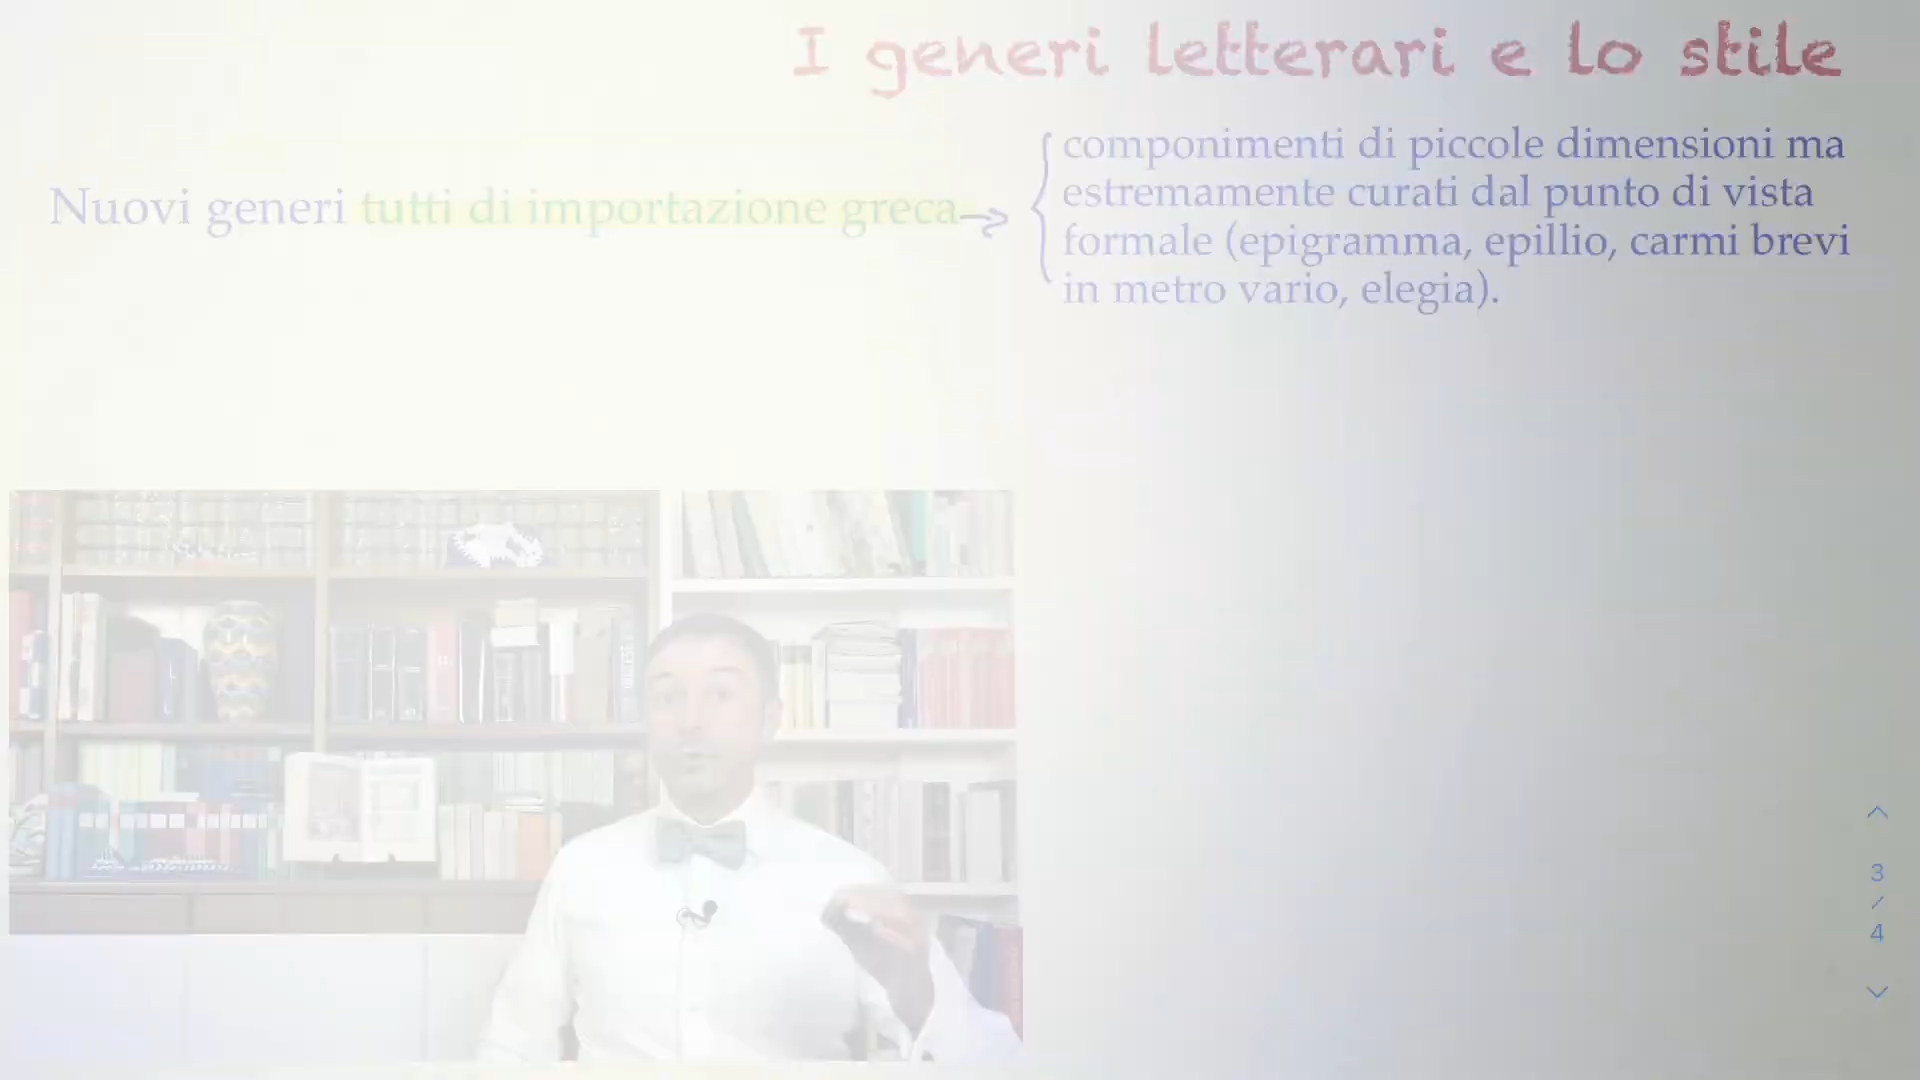 I generi letterari e lo stile
Nuovi generi tutti di importazione greca
componimenti di piccole dimensioni ma
estremamente curati dal punto di vista
formale (epigramma, epillio, carmi brevi
in metro vario, elegia).
3
/
4